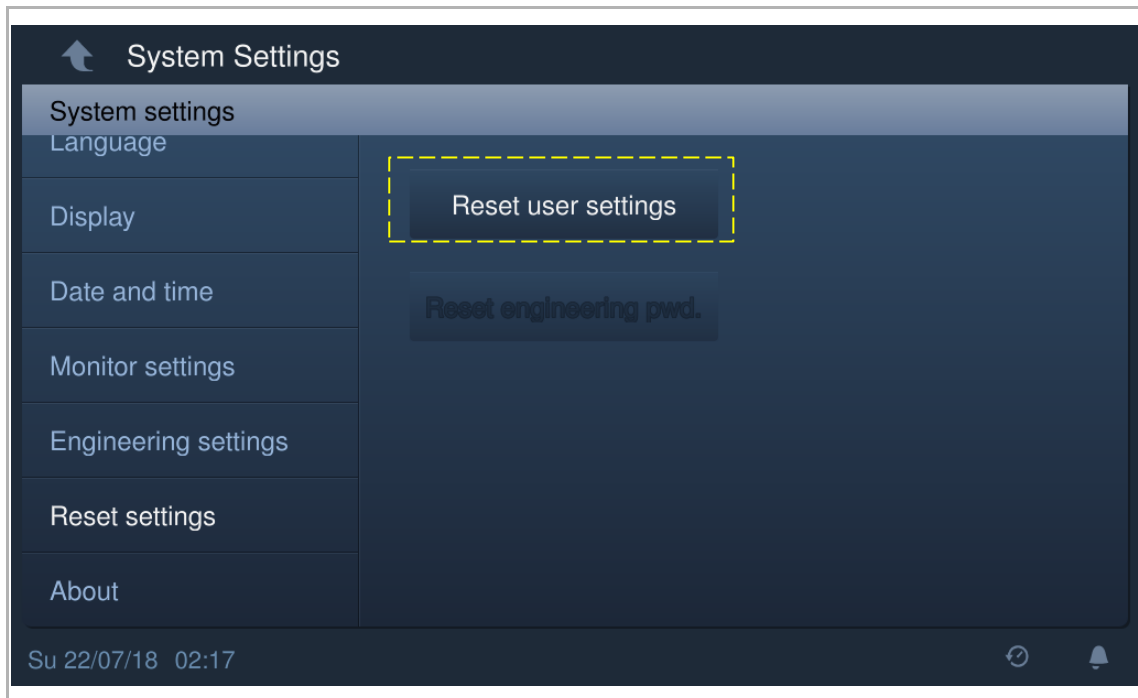 System Settings
System settings
Language
Display
Date and time
Monitor settings
Engineering settings
Reset settings
About
Reset user settings
Reset engineering pwd.
Su 22/07/18 02:17